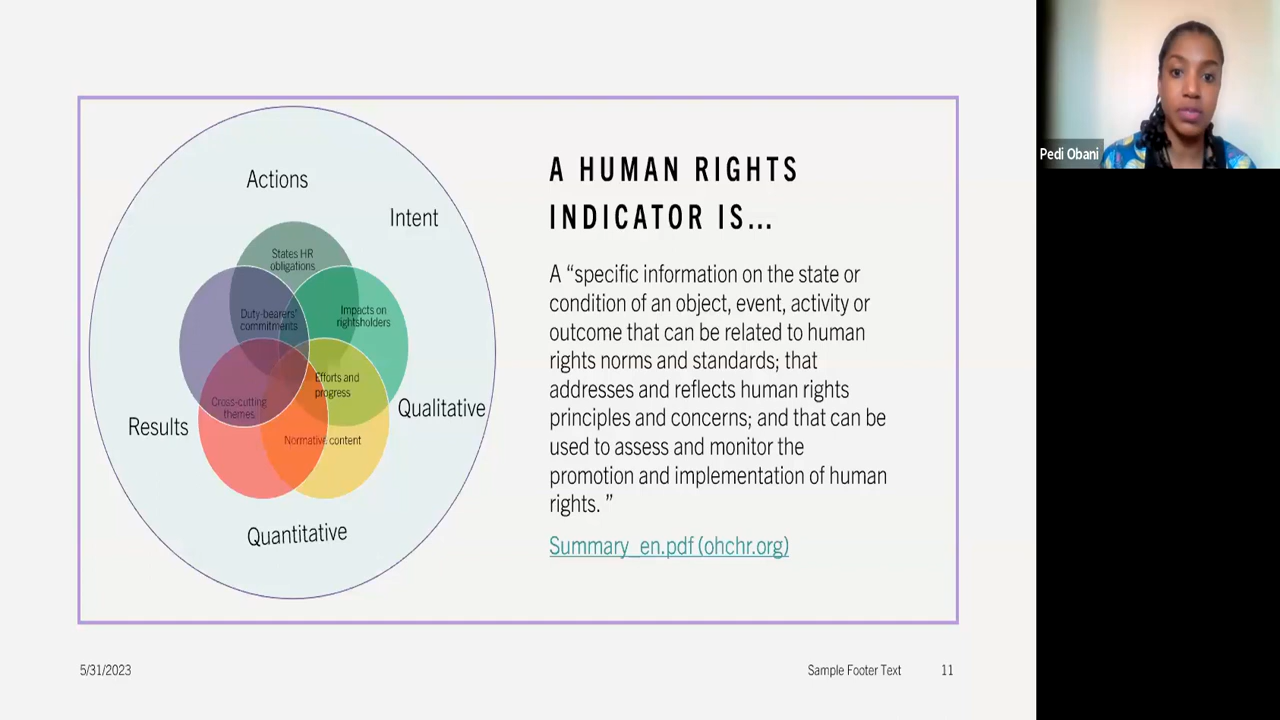 Actions
Intent
States HR
obligations
Duty-bearers'
commitments
Impacts on
rightsholders
Efforts and
progress
Cross-cutting
themes
Normative content
Qualitative
Results
Quantitative
A HUMAN RIGHTS
INDICATOR IS...
A “specific information on the state or
condition of an object, event, activity or
outcome that can be related to human
rights norms and standards; that
addresses and reflects human rights
principles and concerns; and that can be
used to assess and monitor the
promotion and implementation of human
rights. ”
Summary_en.pdf (ohchr.org)
5/31/2023
Sample Footer Text
11
Pedi Obani